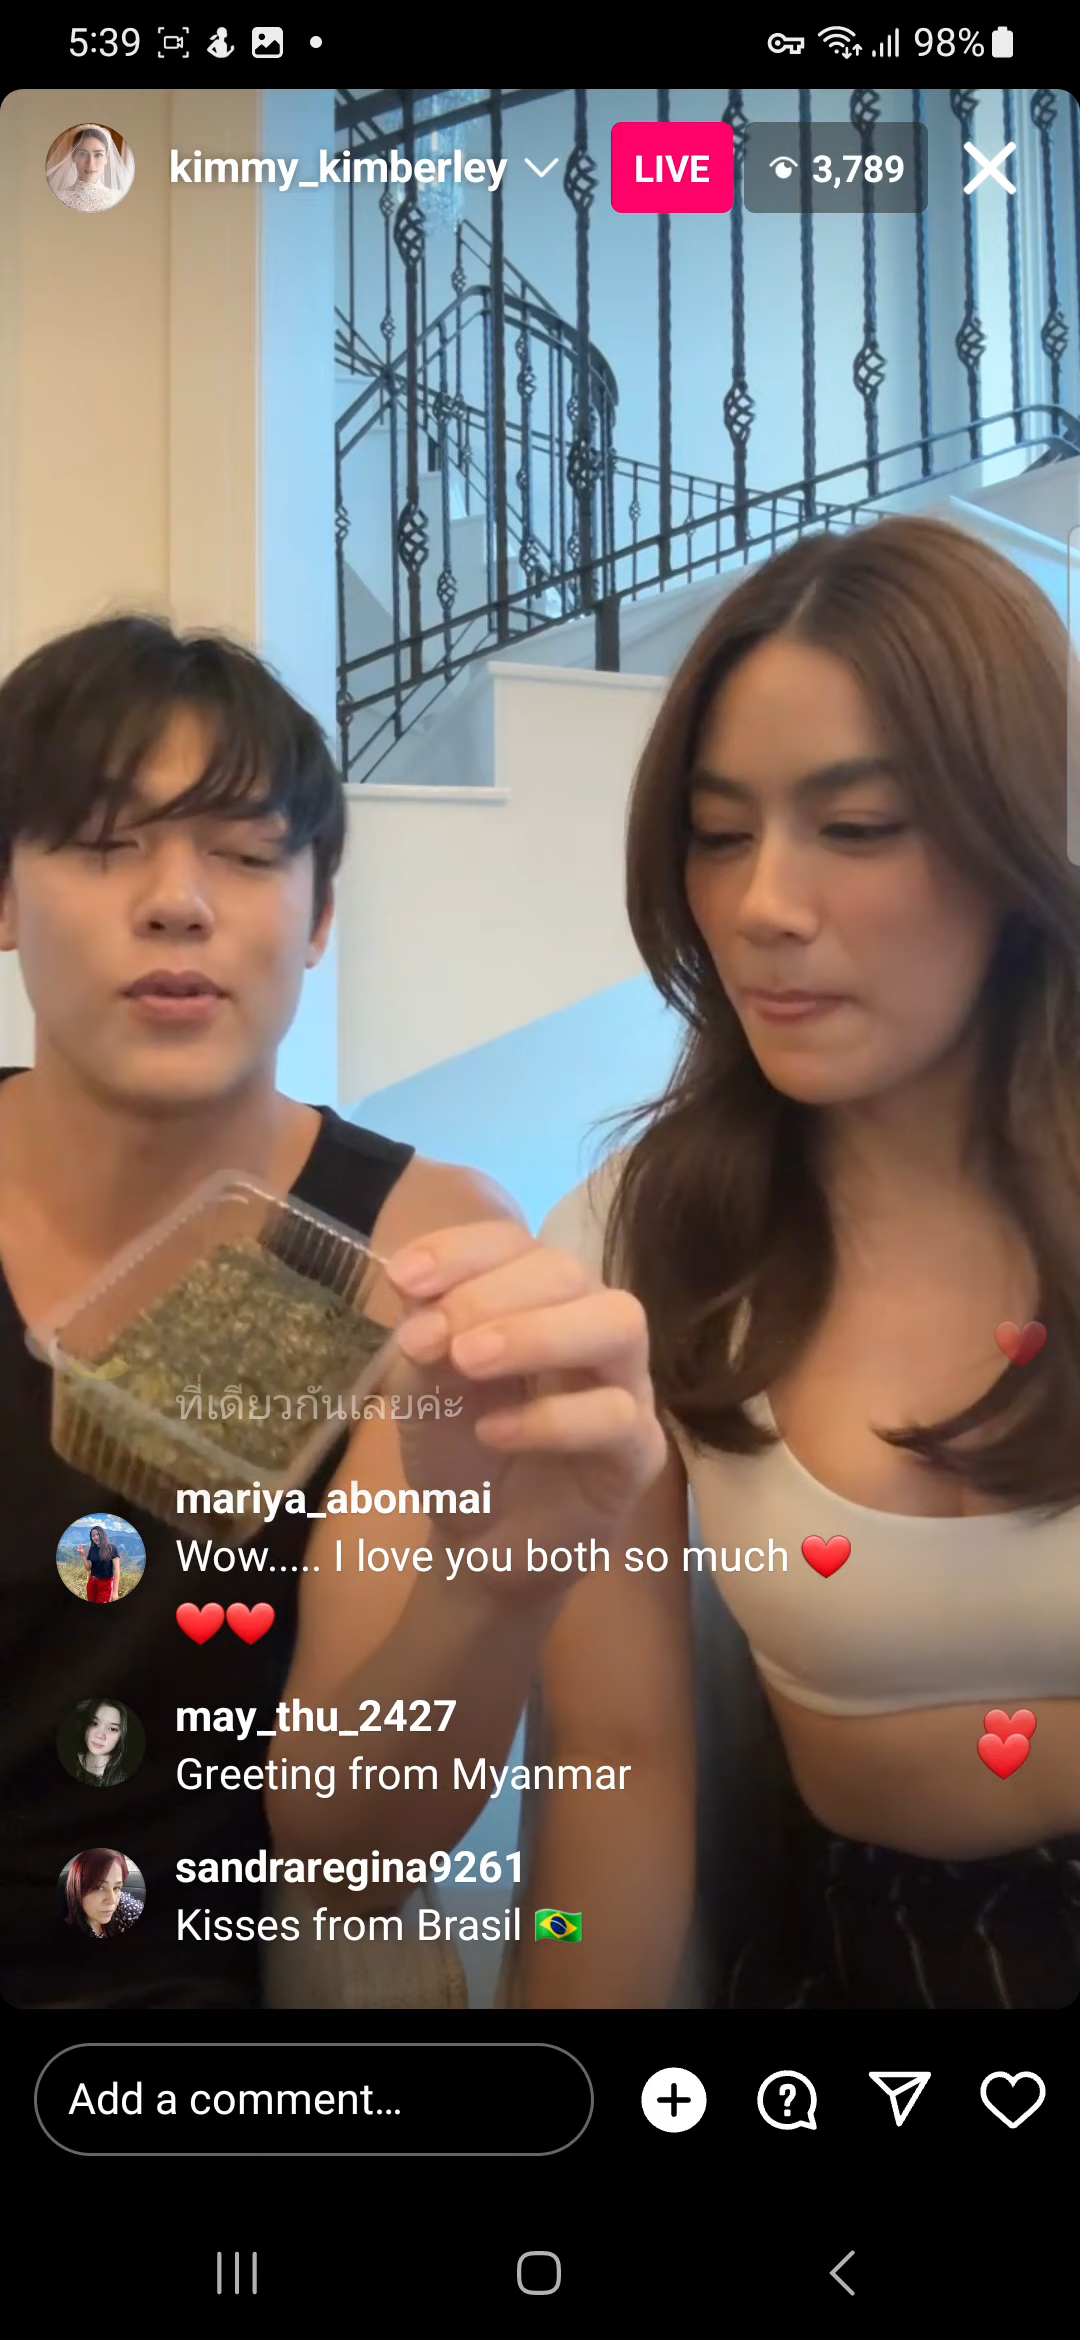 5:39
98%
kimmy_kimberley
LIVE
3,789
ที่เดียวกันเลยค่ะ
mariya_abonmai
Wow..... I love you both so much ❤️
❤️❤️
may_thu_2427
Greeting from Myanmar
sandraregina9261
Kisses from Brasil 🇧🇷
Add a comment...